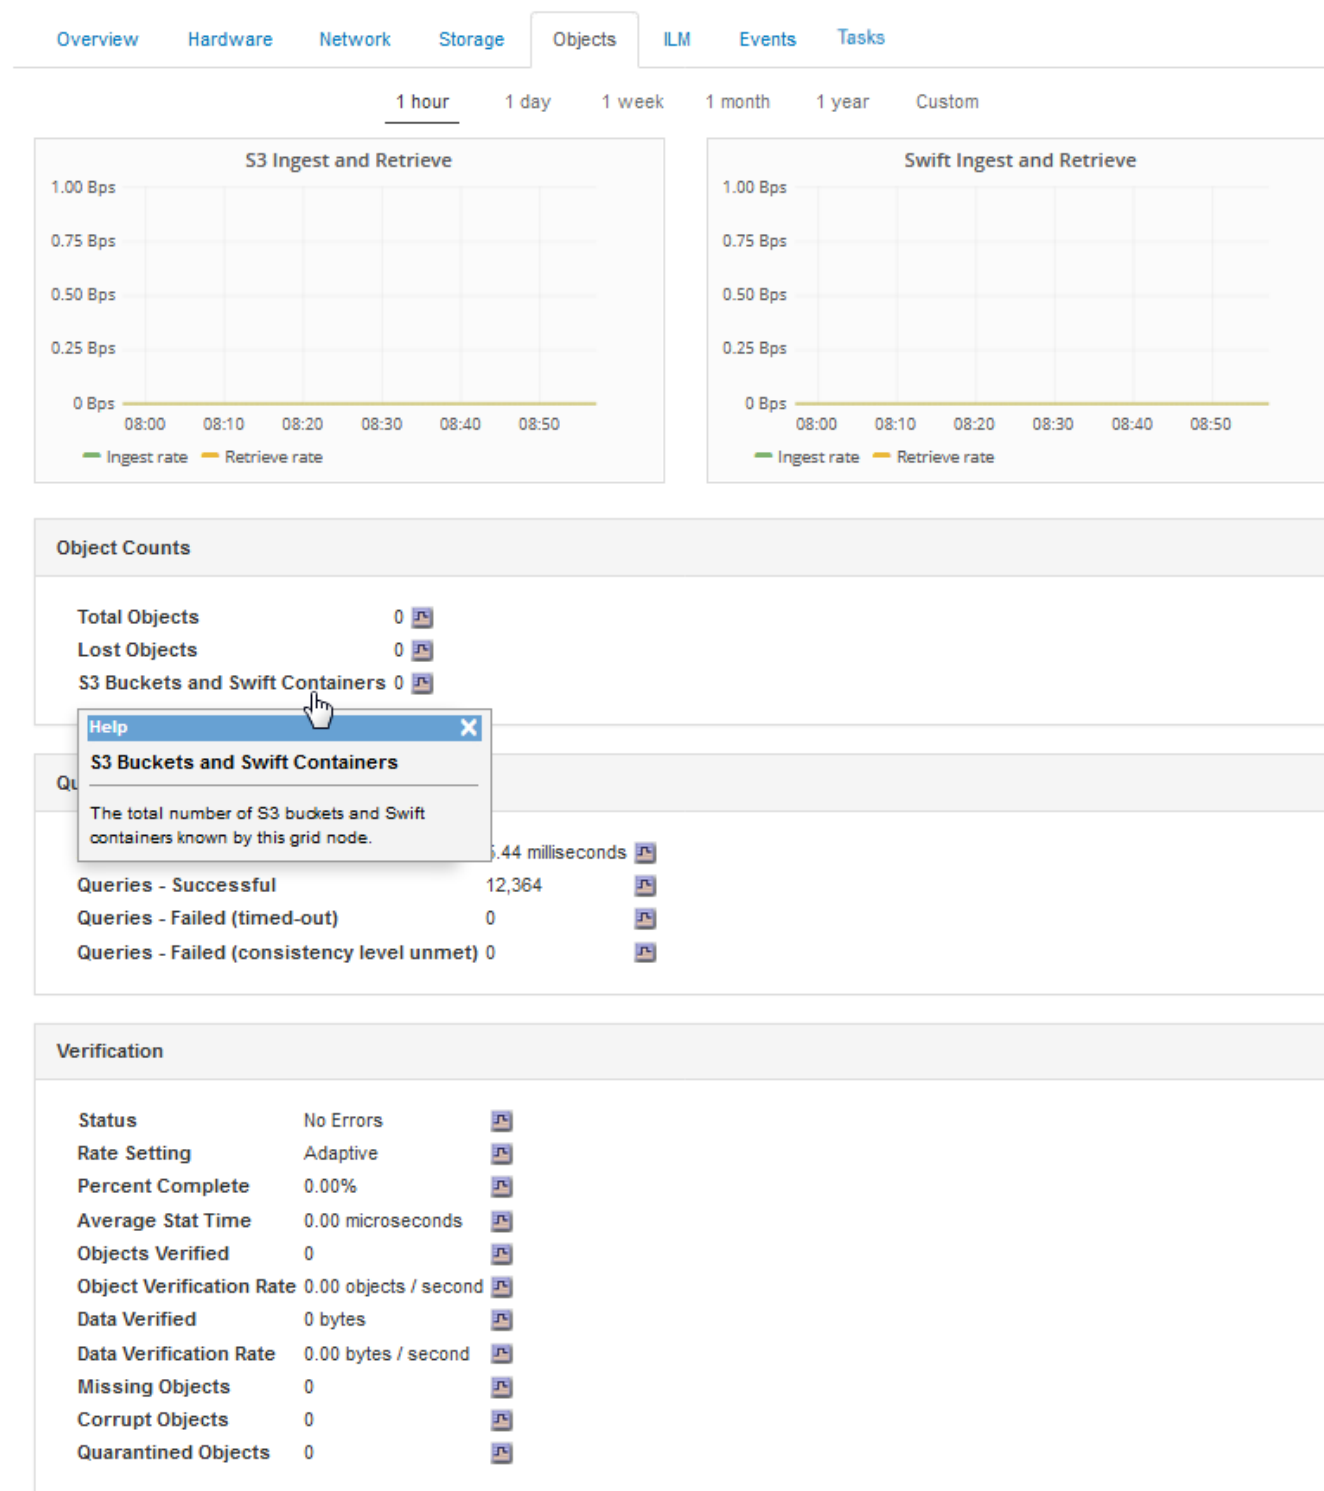 Overview Hardware Network Storage Objects ILM Events Tasks
1 hour 1 day 1 week 1 month 1 year Custom
S3 Ingest and Retrieve
1.00 Bps
0.75 Bps
0.50 Bps
0.25 Bps
0 Bps
08:00 08:10 08:20 08:30 08:40 08:50
Ingest rate Retrieve rate
Swift Ingest and Retrieve
1.00 Bps
0.75 Bps
0.50 Bps
0.25 Bps
0 Bps
08:00 08:10 08:20 08:30 08:40 08:50
Ingest rate Retrieve rate
Object Counts
Total Objects 0
Lost Objects 0
S3 Buckets and Swift Containers 0
Help
S3 Buckets and Swift Containers
The total number of S3 buckets and Swift
containers known by this grid node.
.44 milliseconds
Queries - Successful 12,364
Queries - Failed (timed-out) 0
Queries - Failed (consistency level unmet) 0
Verification
Status No Errors
Rate Setting Adaptive
Percent Complete 0.00%
Average Stat Time 0.00 microseconds
Objects Verified 0
Object Verification Rate 0.00 objects / second
Data Verified 0 bytes
Data Verification Rate 0.00 bytes / second
Missing Objects 0
Corrupt Objects 0
Quarantined Objects 0